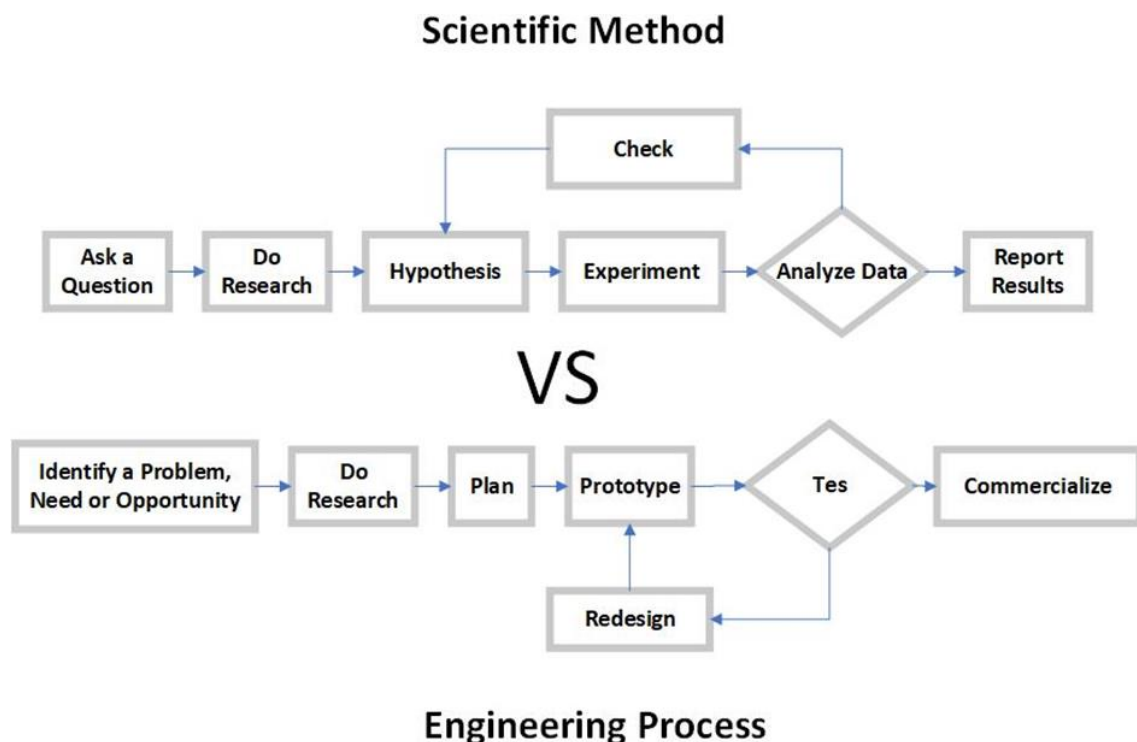 Scientific Method
Check
Ask a
Question
Do
Research
Hypothesis
Experiment
Analyze Data
Report
Results
VS
Identify a Problem,
Need or Opportunity
Do
Research
Plan
Prototype
Tes
Commercialize
Redesign
Engineering Process